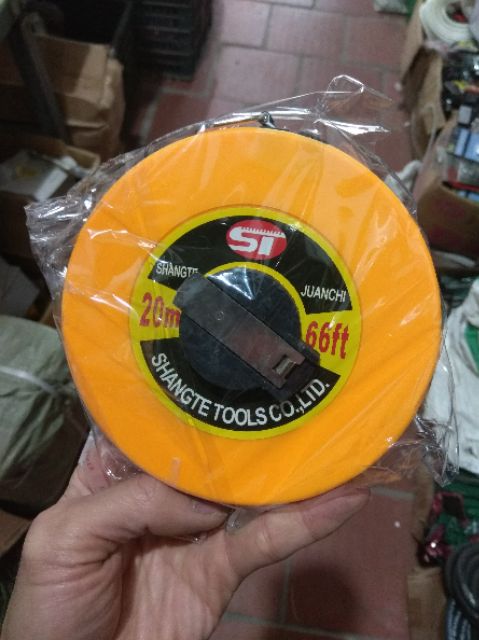 ST
SHANGTE
JUANCHI
20m
66ft
SHANGTE TOOLS CO.,LTD.